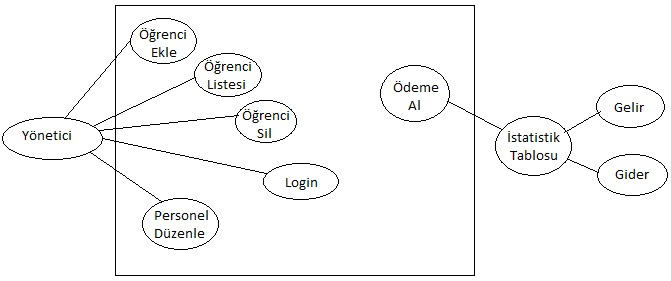 Öğrenci
Ekle
Öğrenci
Listesi
Öğrenci
Sil
Yönetici
Login
Personel
Düzenle
Ödeme
Al
İstatistik
Tablosu
Gelir
Gider